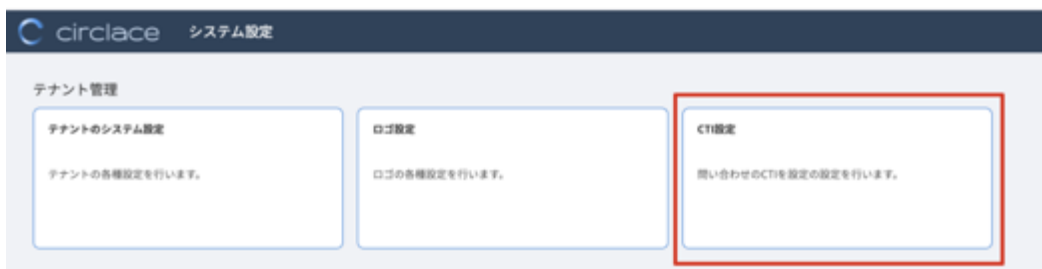 circlace システム設定
テナント管理
テナントのシステム設定
テナントの各種設定を行います。
ロゴ設定
ロゴの各種設定を行います。
CTI設定
問い合わせのCTIを設定の設定を行います。